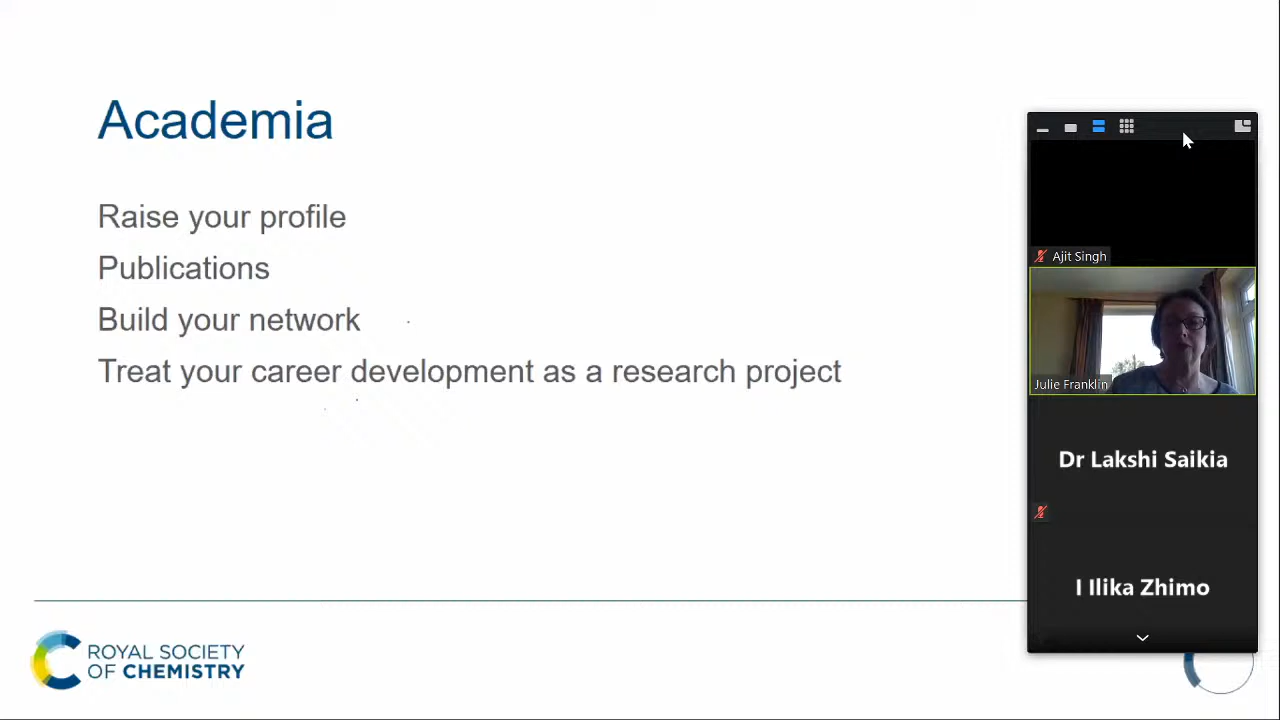 Academia
Raise your profile
Publications
Build your network
Treat your career development as a research project
Ajit Singh
Julie Franklin
Dr Lakshi Saikia
I Ilika Zhimo
ROYAL SOCIETY
OF CHEMISTRY